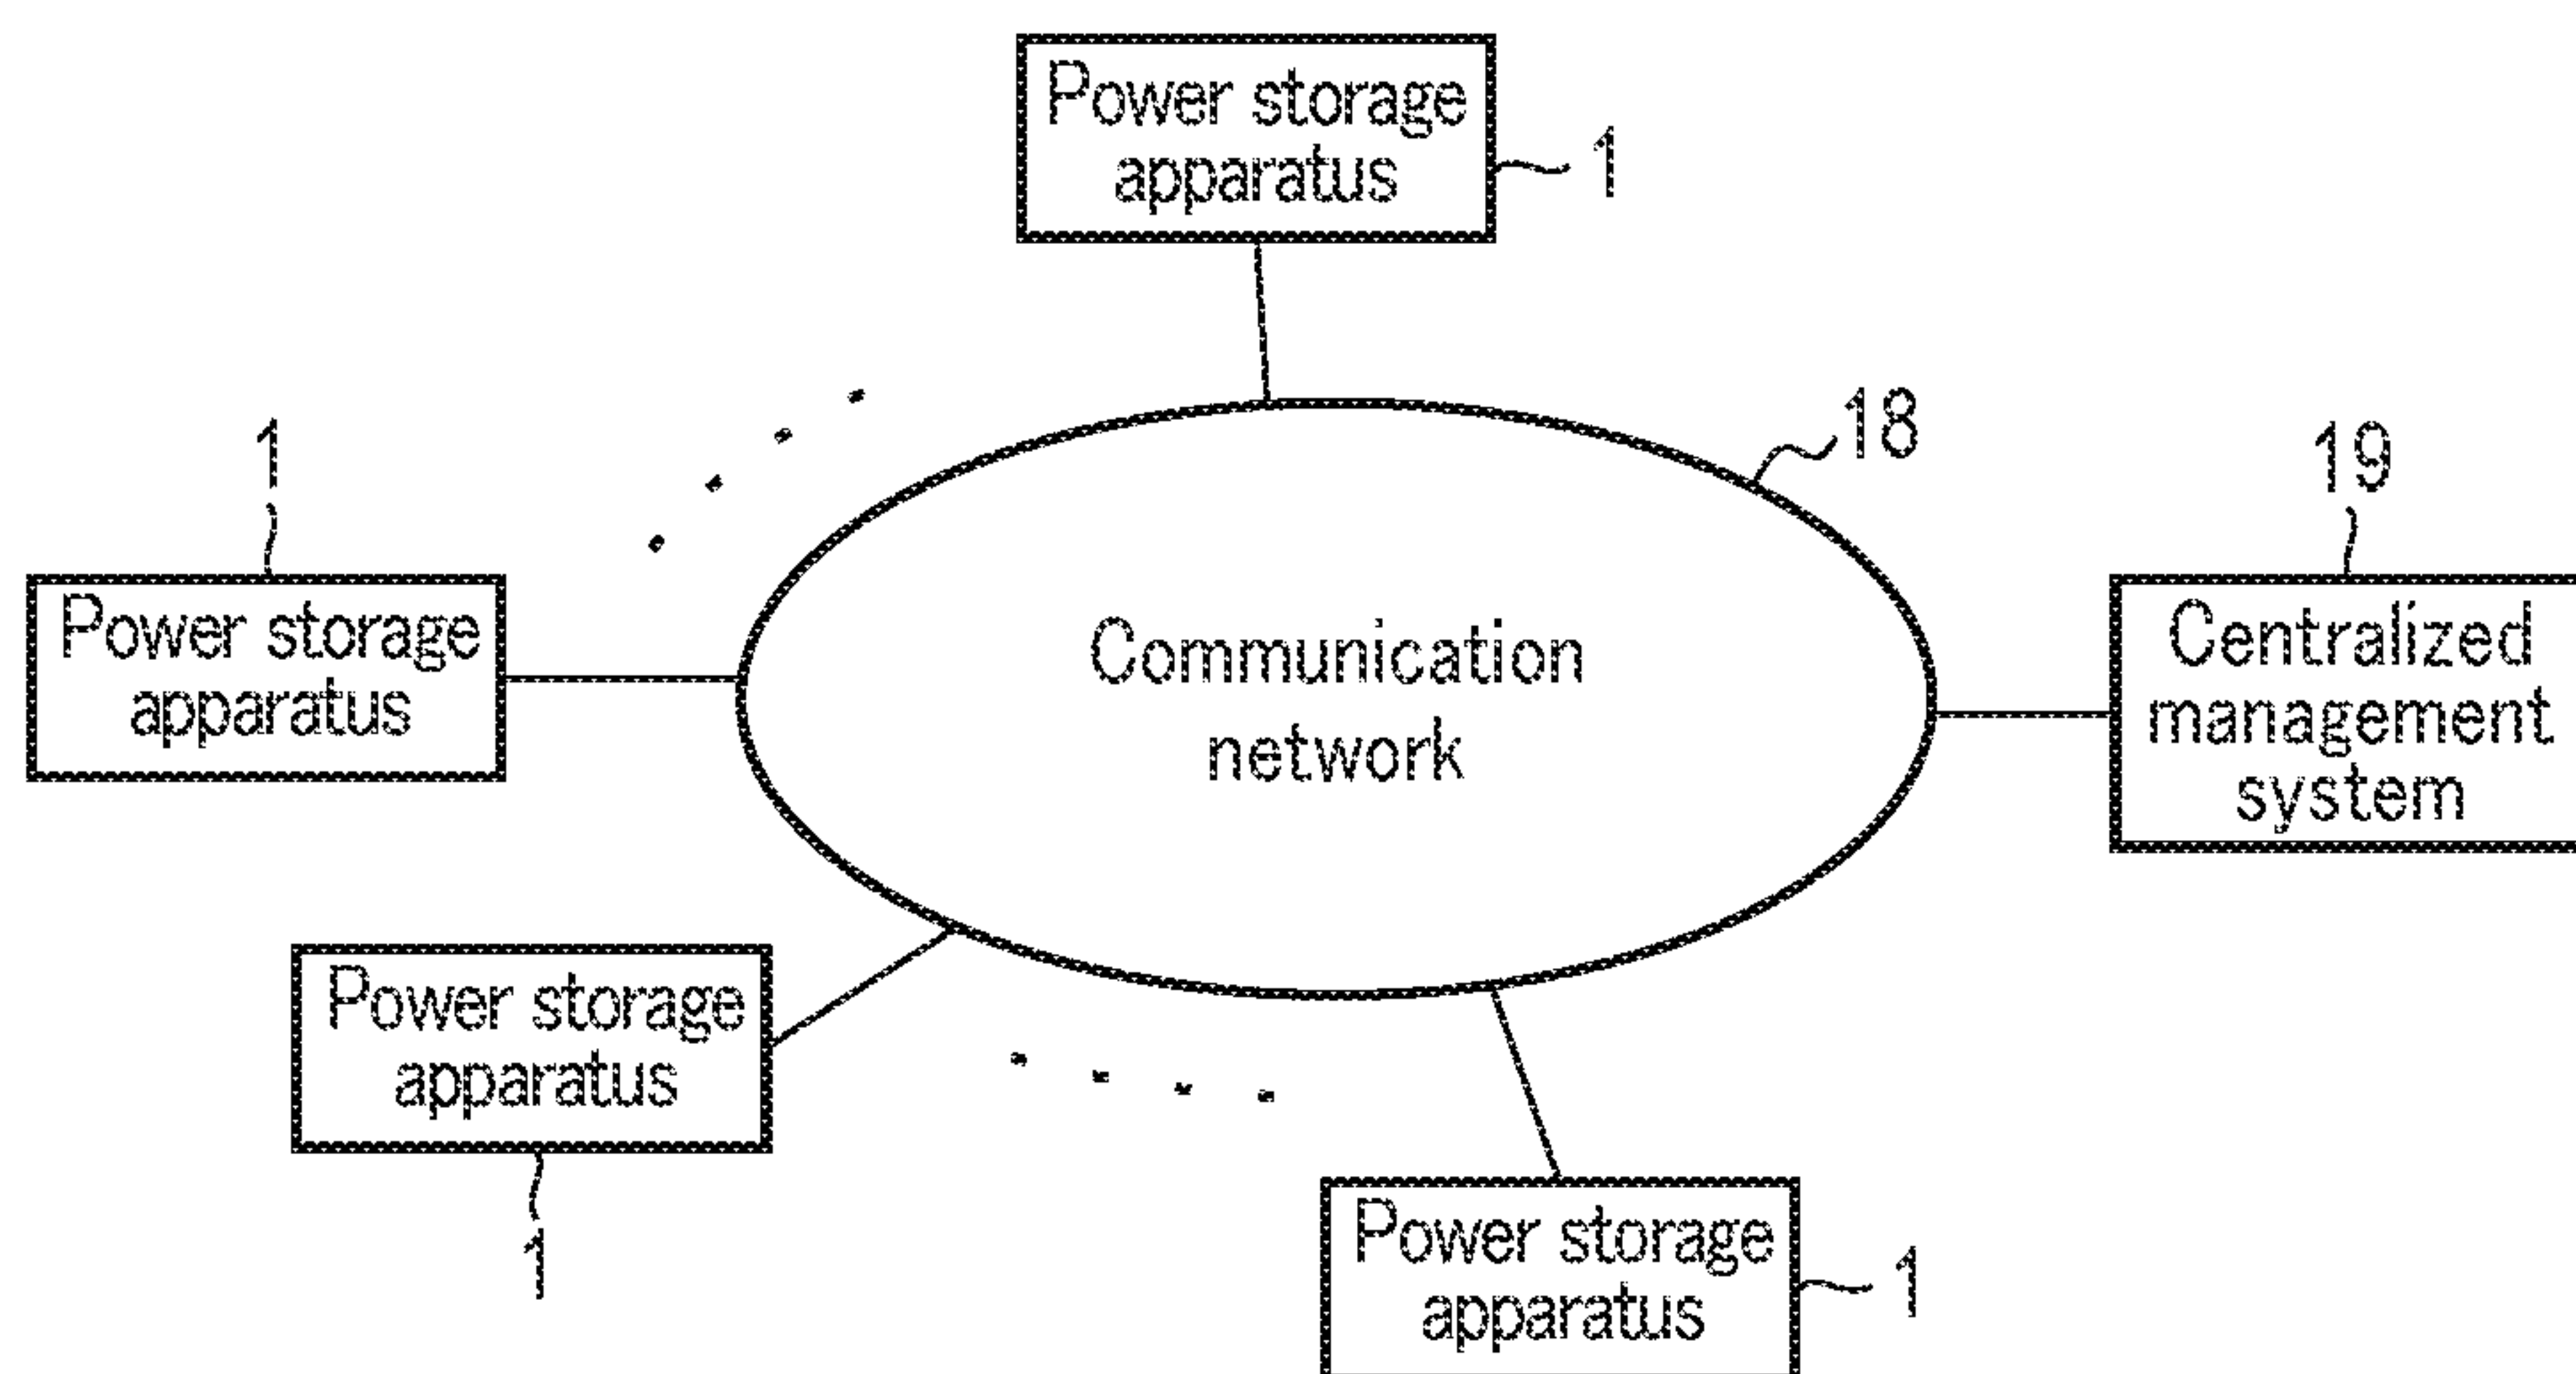 Power storage
apparatus
1
18
1
19
Power storage
apparatus
Communication
network
Centralized
management
system
Power storage
apparatus
1
Power storage
apparatus
1